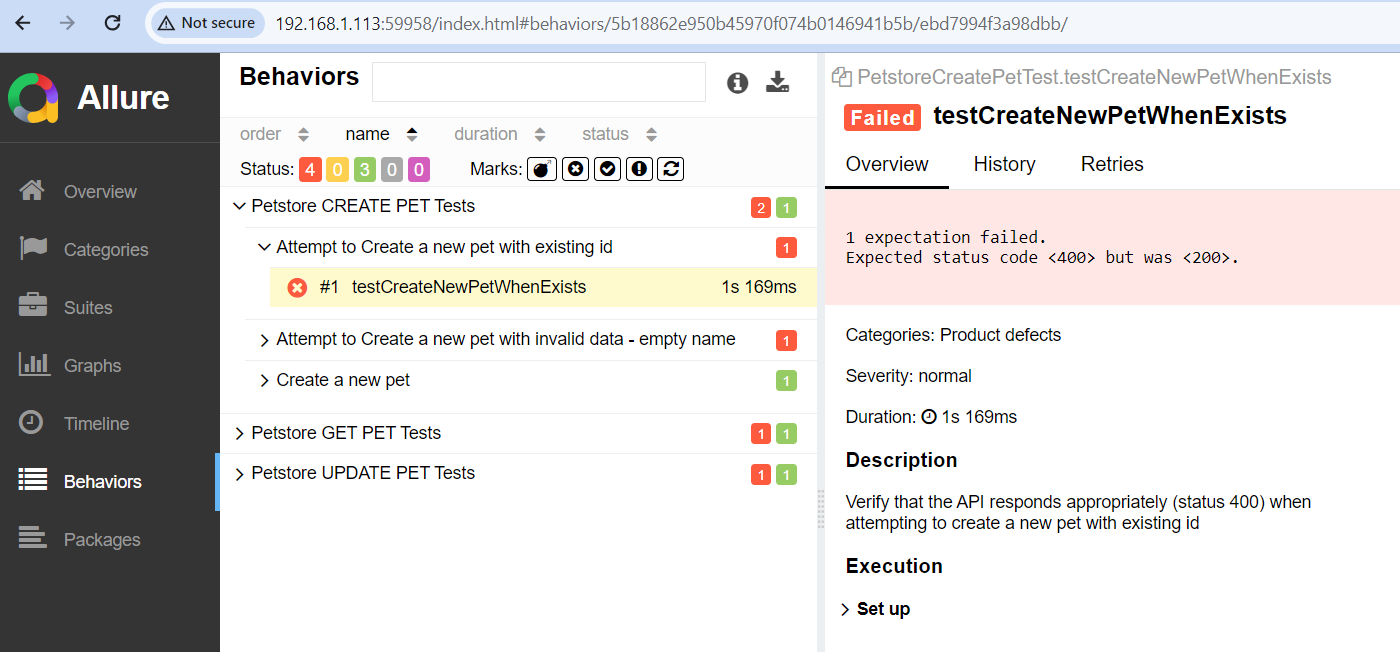 Not secure 192.168.1.113:59958/index.html#behaviors/5b18862e950b45970f074b0146941b5b/ebd7994f3a98dbb/
Allure
Overview
Categories
Suites
Graphs
Timeline
Behaviors
Packages
Behaviors
order name duration status
Status: 4 0 3 0 0 Marks:
Petstore CREATE PET Tests 2 1
Attempt to Create a new pet with existing id 1
#1 testCreateNewPetWhenExists 1s 169ms
Attempt to Create a new pet with invalid data - empty name 1
Create a new pet 1
Petstore GET PET Tests 1 1
Petstore UPDATE PET Tests 1 1
PetstoreCreatePetTest.testCreateNewPetWhenExists
Failed testCreateNewPetWhenExists
Overview History Retries
1 expectation failed.
Expected status code <400> but was <200>.
Categories: Product defects
Severity: normal
Duration: 1s 169ms
Description
Verify that the API responds appropriately (status 400) when
attempting to create a new pet with existing id
Execution
Set up